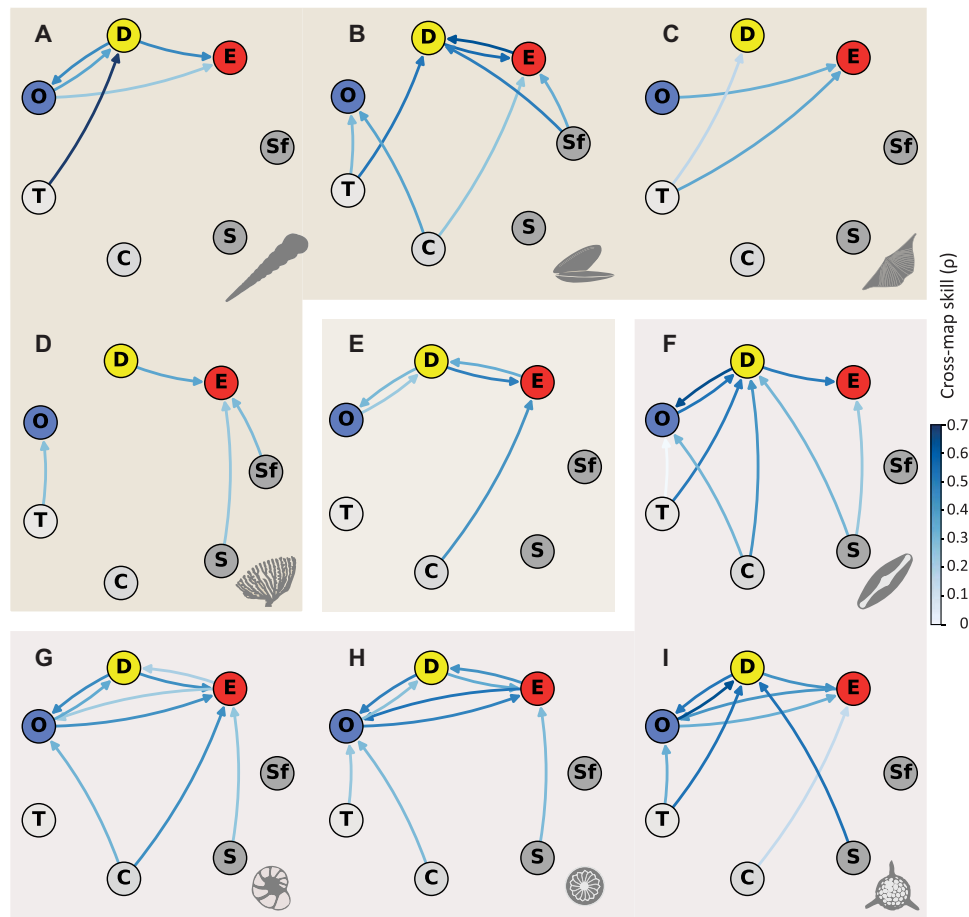 A
D
E
O
Sf
T
S
C
B
D
E
O
Sf
T
S
C
C
D
E
O
Sf
T
S
C
D
D
E
O
Sf
T
S
C
E
D
E
O
Sf
T
S
C
F
D
E
O
Sf
T
S
C
Cross-map skill (ρ)
0.7
0.6
0.5
0.4
0.3
0.2
0.1
0
G
D
E
O
Sf
T
S
C
H
D
E
O
Sf
T
S
C
I
D
E
O
Sf
T
S
C